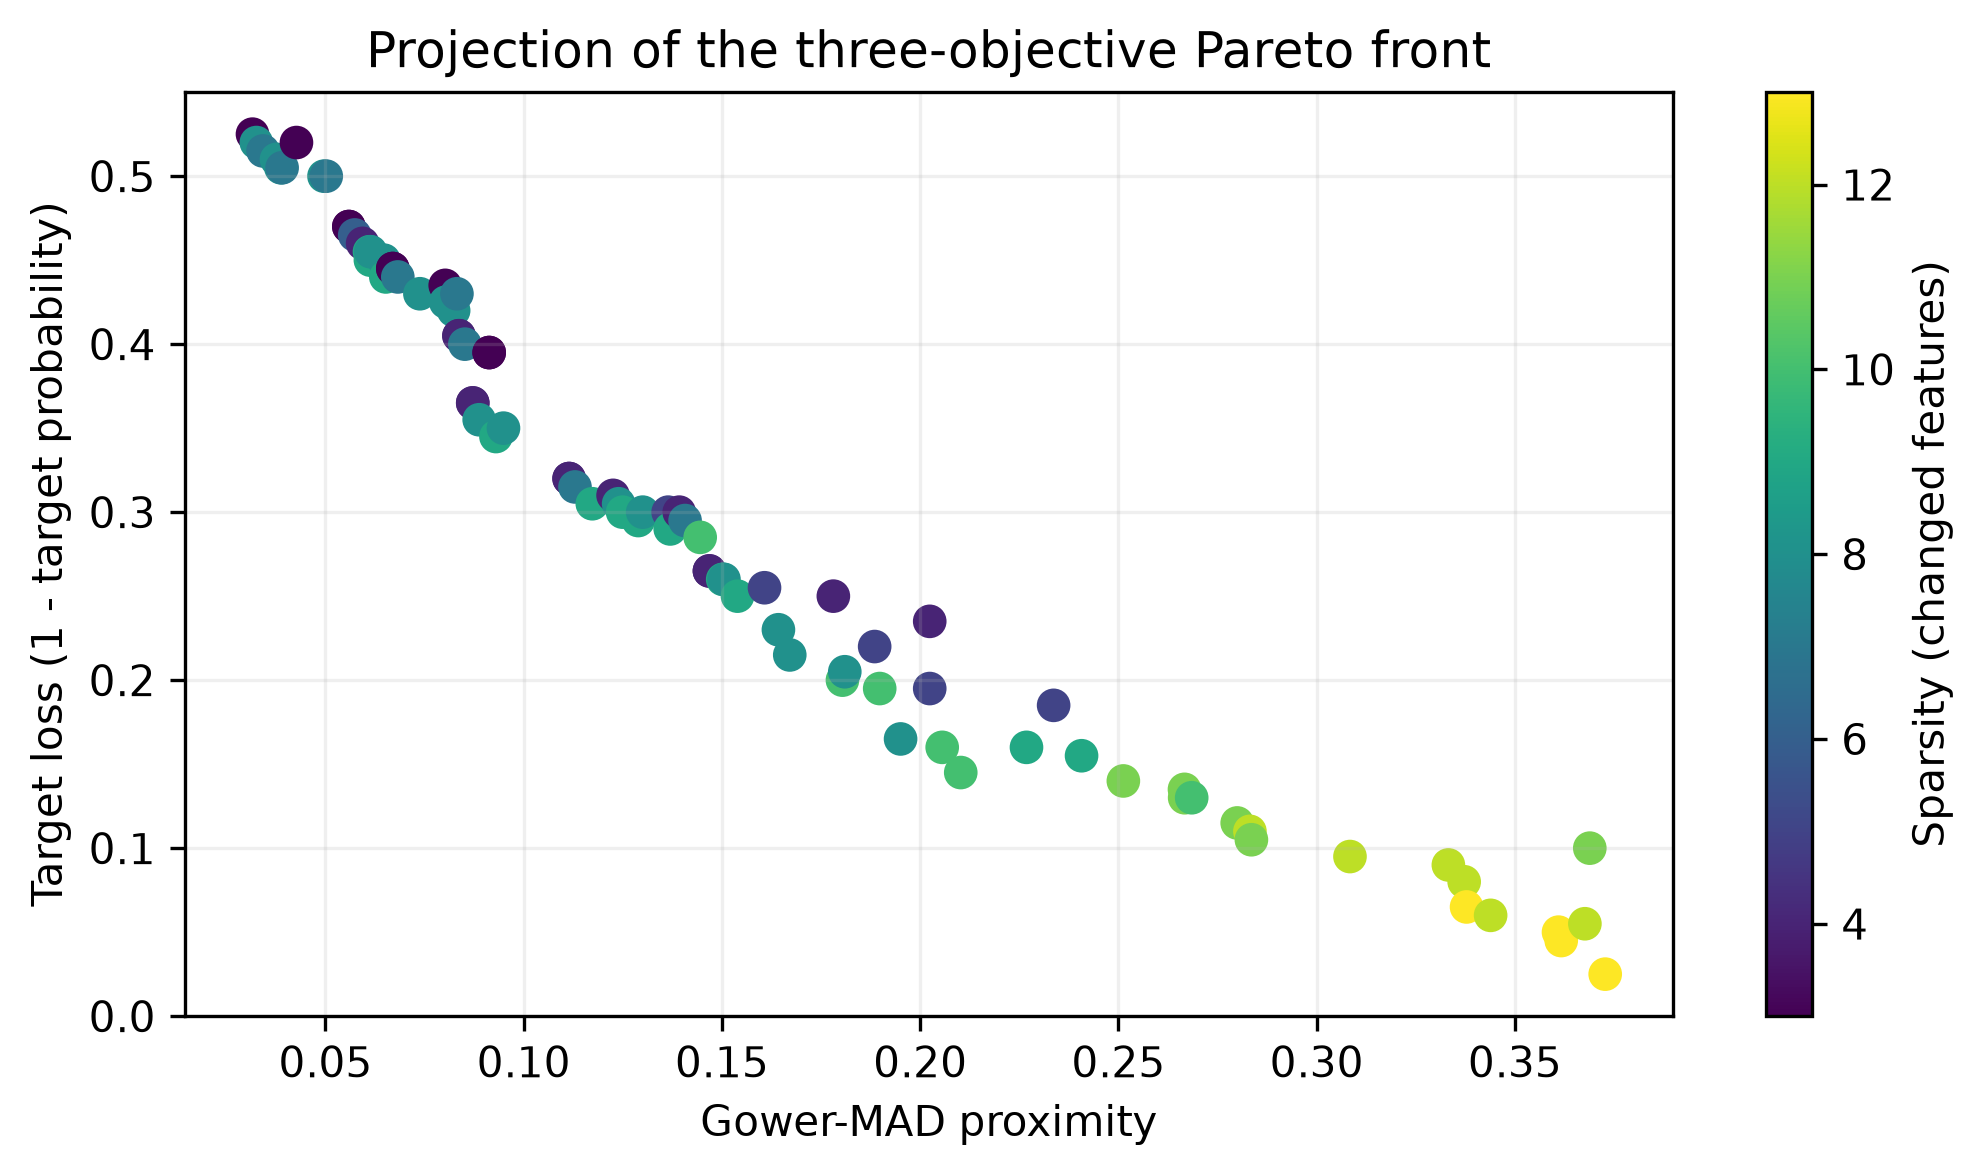 Projection of the three-objective Pareto front
Target loss (1 - target probability)
0.5
0.4
0.3
0.2
0.1
0.0
0.05 0.10 0.15 0.20 0.25 0.30 0.35
Gower-MAD proximity
12
10
8
6
4
Sparsity (changed features)